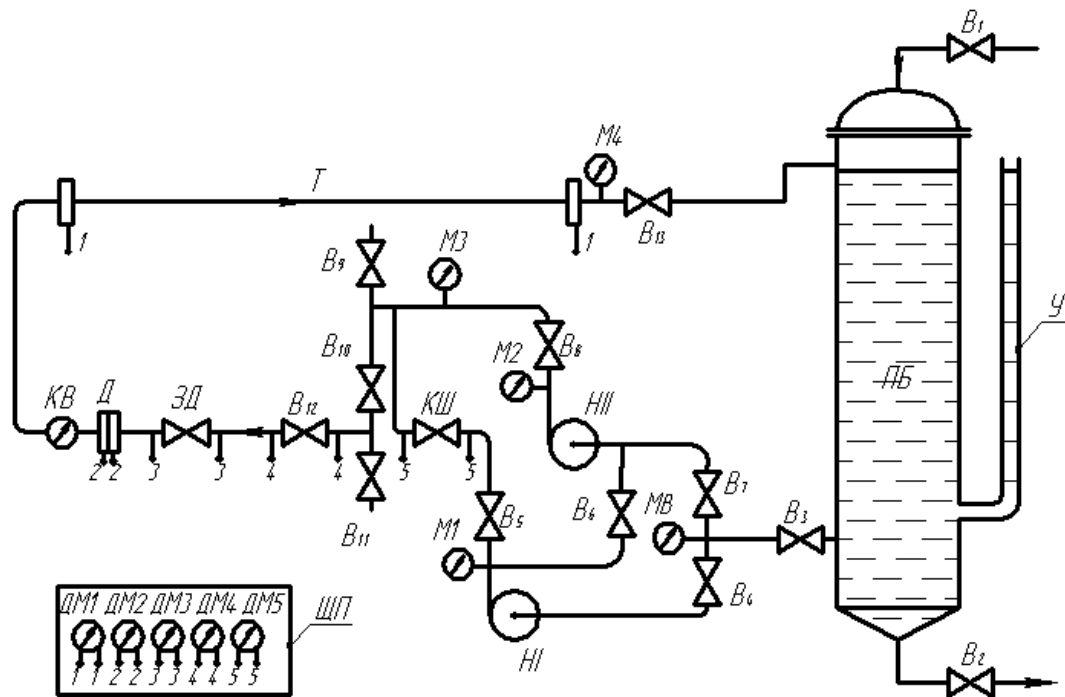 В₁
М4
Т
В₁₃
1
1
М3
В₉
У
В₁₀
М2
В₈
ПБ
КВ
Д
ЗД
В₁₂
КШ
НII
2 2
3
3
4
4
5
5
В₇
В₅
В₆
МВ
В₃
В₁₁
М1
В₄
ДМ1 ДМ2 ДМ3 ДМ4 ДМ5
ЩП
1 1 2 2 3 3 4 4 5 5
НI
В₂